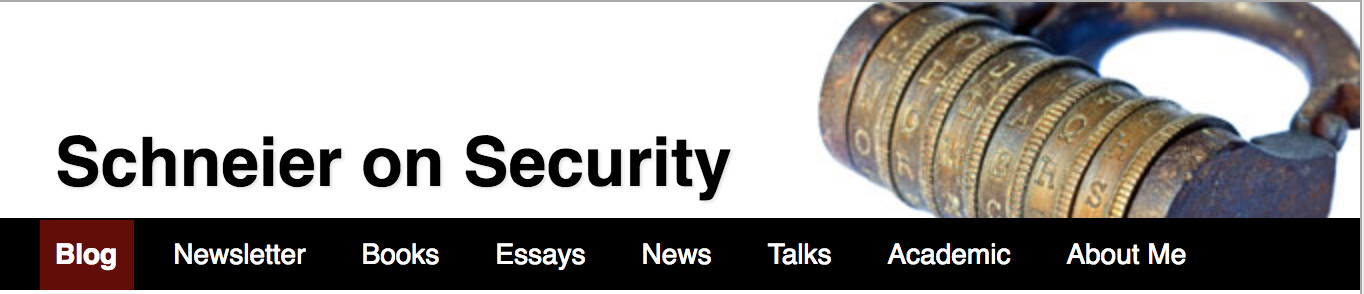 Schneier on Security
Blog Newsletter Books Essays News Talks Academic About Me